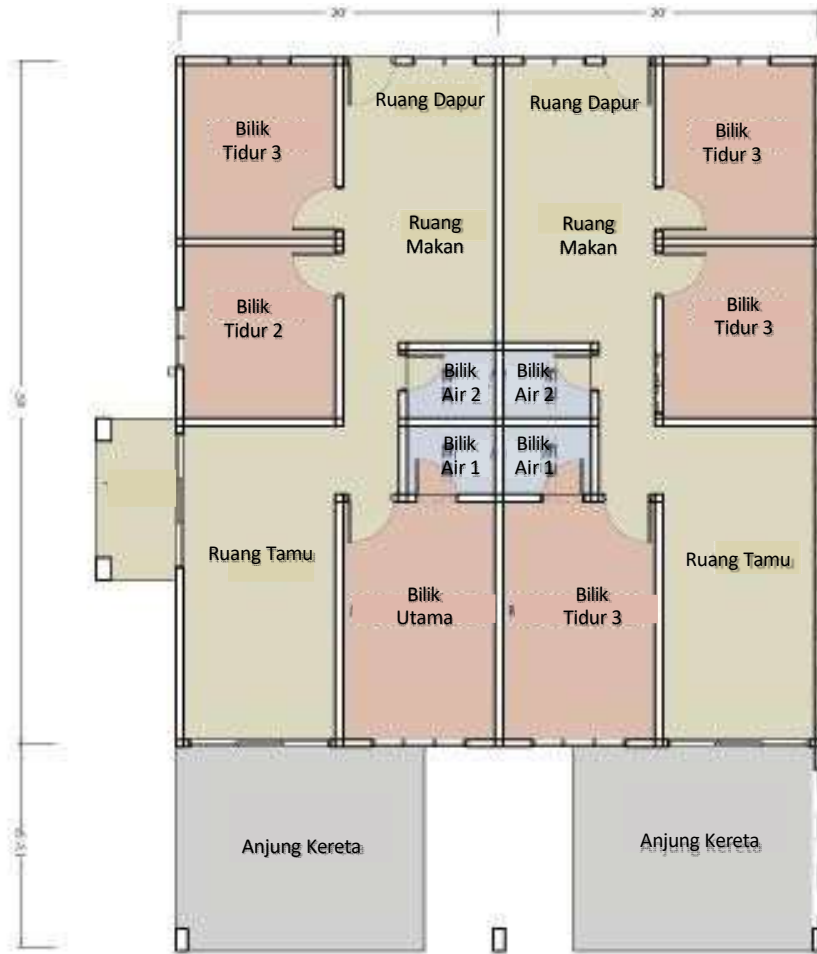 20' 20'
Ruang Dapur Ruang Dapur
Bilik
Tidur 3
Bilik
Tidur 3
Ruang
Makan
Ruang
Makan
Bilik
Tidur 2
Bilik
Tidur 3
Bilik
Air 2
Bilik
Air 2
Bilik
Air 1
Bilik
Air 1
Ruang Tamu
Ruang Tamu
Bilik
Utama
Bilik
Tidur 3
Anjung Kereta
Anjung Kereta